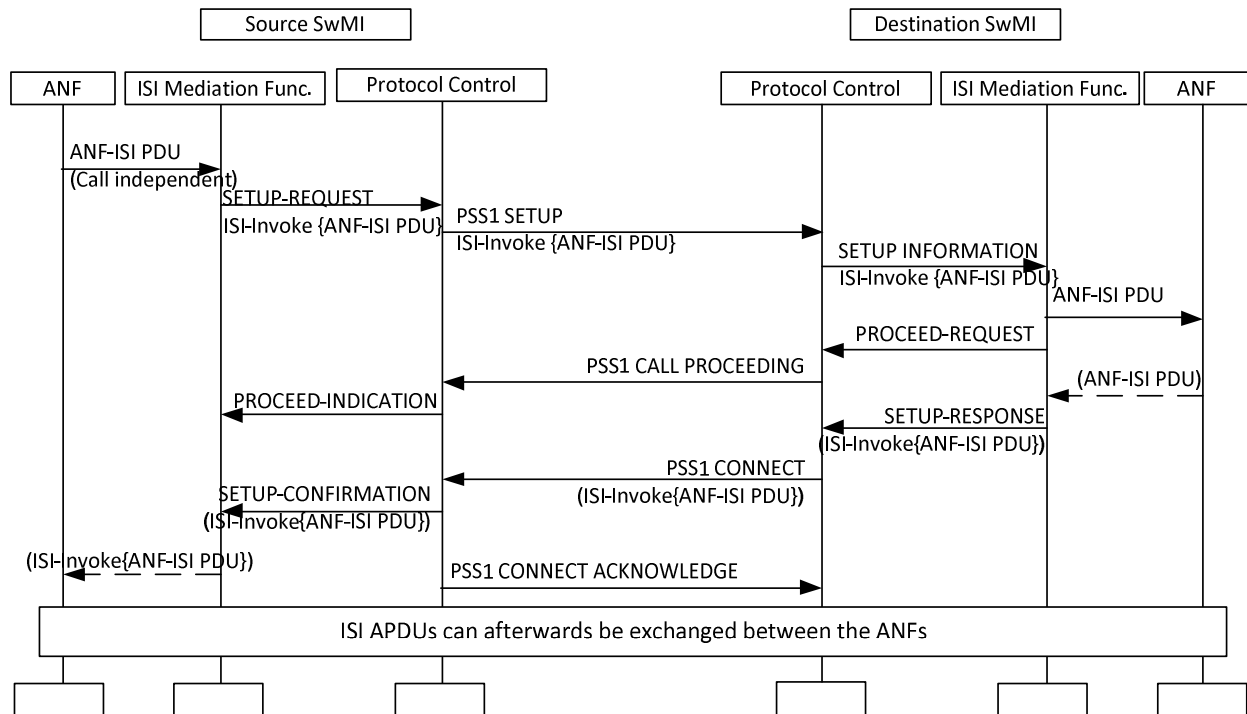 Source SwMI
Destination SwMI
ANF
ISI Mediation Func.
Protocol Control
Protocol Control
ISI Mediation Func.
ANF
ANF-ISI PDU
(Call independent)
SETUP-REQUEST
ISI-Invoke {ANF-ISI PDU}
PSS1 SETUP
ISI-Invoke {ANF-ISI PDU}
SETUP INFORMATION
ISI-Invoke {ANF-ISI PDU}
ANF-ISI PDU
PROCEED-REQUEST
PSS1 CALL PROCEEDING
(ANF-ISI PDU)
PROCEED-INDICATION
SETUP-RESPONSE
(ISI-Invoke{ANF-ISI PDU})
PSS1 CONNECT
(ISI-Invoke{ANF-ISI PDU})
SETUP-CONFIRMATION
(ISI-Invoke{ANF-ISI PDU})
(ISI-Invoke{ANF-ISI PDU})
PSS1 CONNECT ACKNOWLEDGE
ISI APDUs can afterwards be exchanged between the ANFs